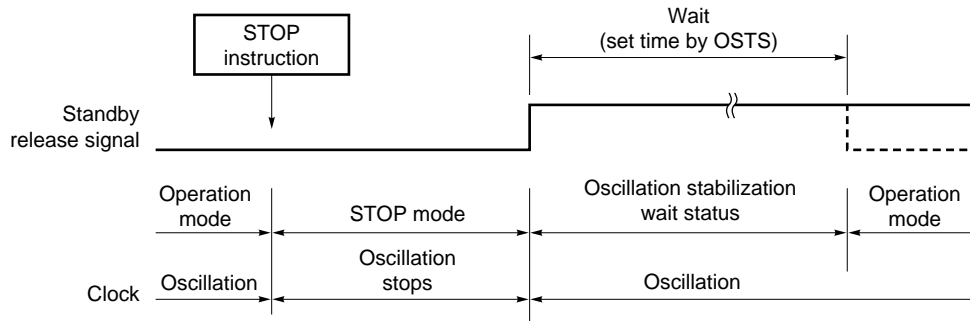 STOP
instruction
Wait
(set time by OSTS)
Standby
release signal
Operation
mode
STOP mode
Oscillation stabilization
wait status
Operation
mode
Clock
Oscillation
Oscillation
stops
Oscillation